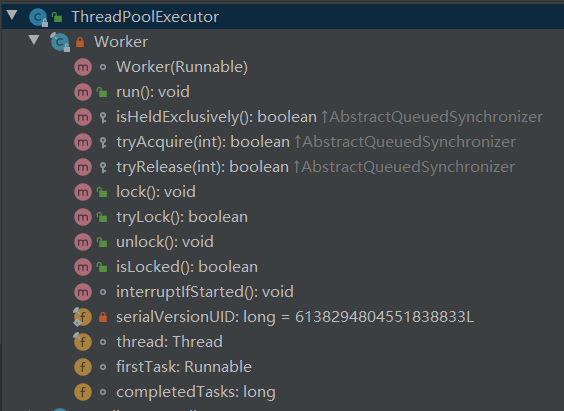 ThreadPoolExecutor
Worker
Worker(Runnable)
run(): void
isHeldExclusively(): boolean ↑AbstractQueuedSynchronizer
tryAcquire(int): boolean ↑AbstractQueuedSynchronizer
tryRelease(int): boolean ↑AbstractQueuedSynchronizer
lock(): void
tryLock(): boolean
unlock(): void
isLocked(): boolean
interruptIfStarted(): void
serialVersionUID: long = 6138294804551838833L
thread: Thread
firstTask: Runnable
completedTasks: long